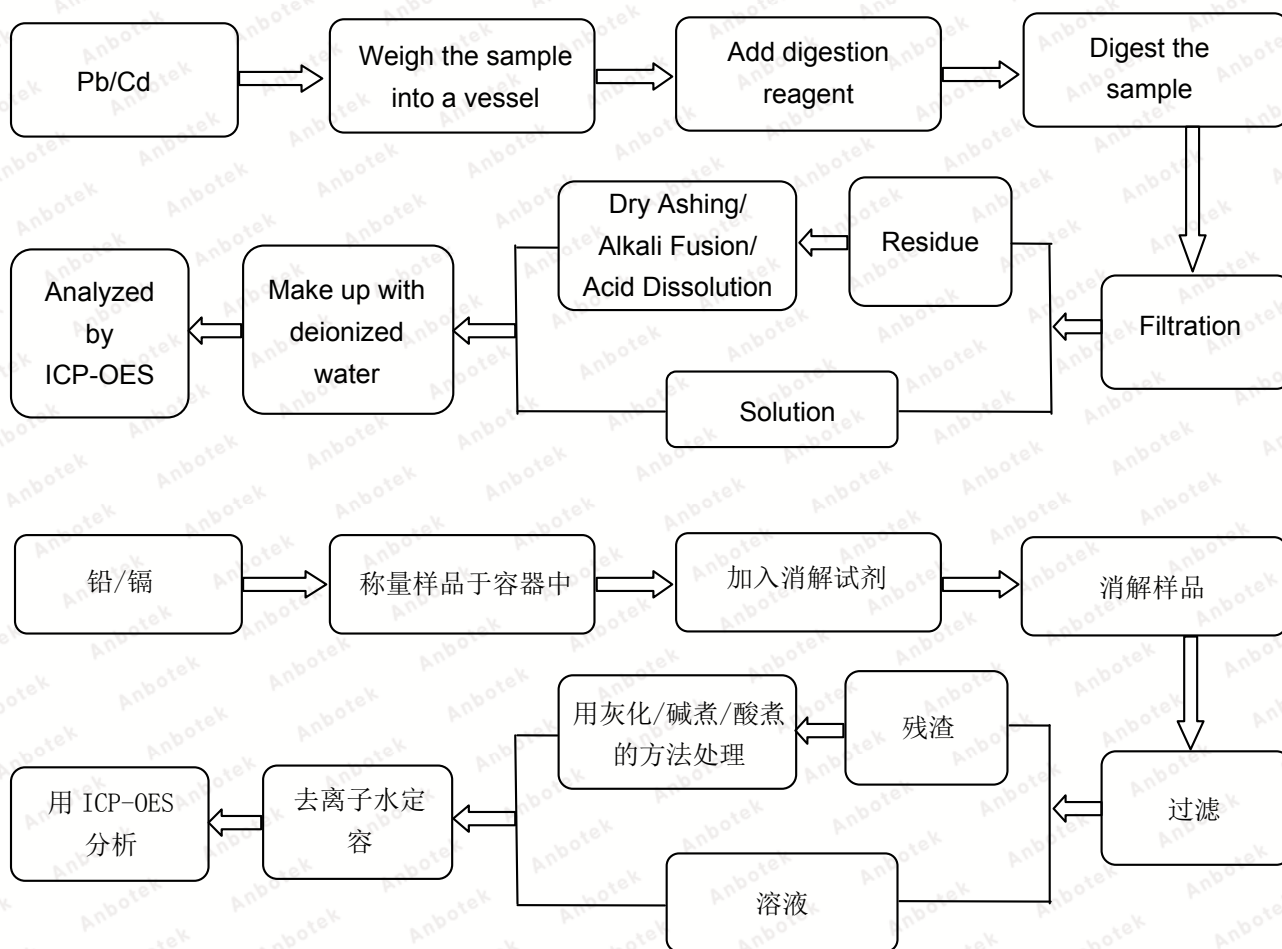 Pb/Cd
Weigh the sample
into a vessel
Add digestion
reagent
Digest the
sample
Filtration
Residue
Dry Ashing/
Alkali Fusion/
Acid Dissolution
Solution
Make up with
deionized
water
Analyzed
by
ICP-OES
铅/镉
称量样品于容器中
加入消解试剂
消解样品
过滤
残渣
用灰化/碱煮/酸煮
的方法处理
溶液
去离子水定
容
用 ICP-OES
分析
Anbotek